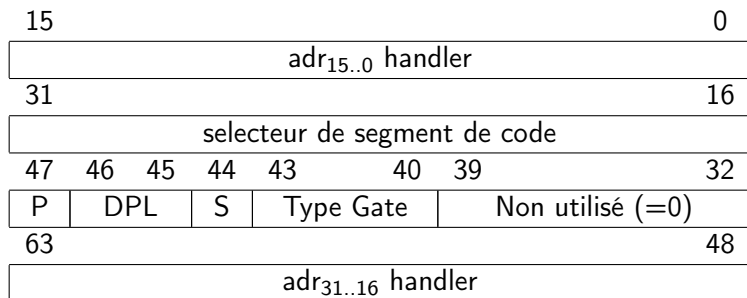 15 0
adr15..0 handler
31 16
selecteur de segment de code
47 46 45 44 43 40 39 32
P DPL S Type Gate Non utilisé (=0)
63 48
adr31..16 handler